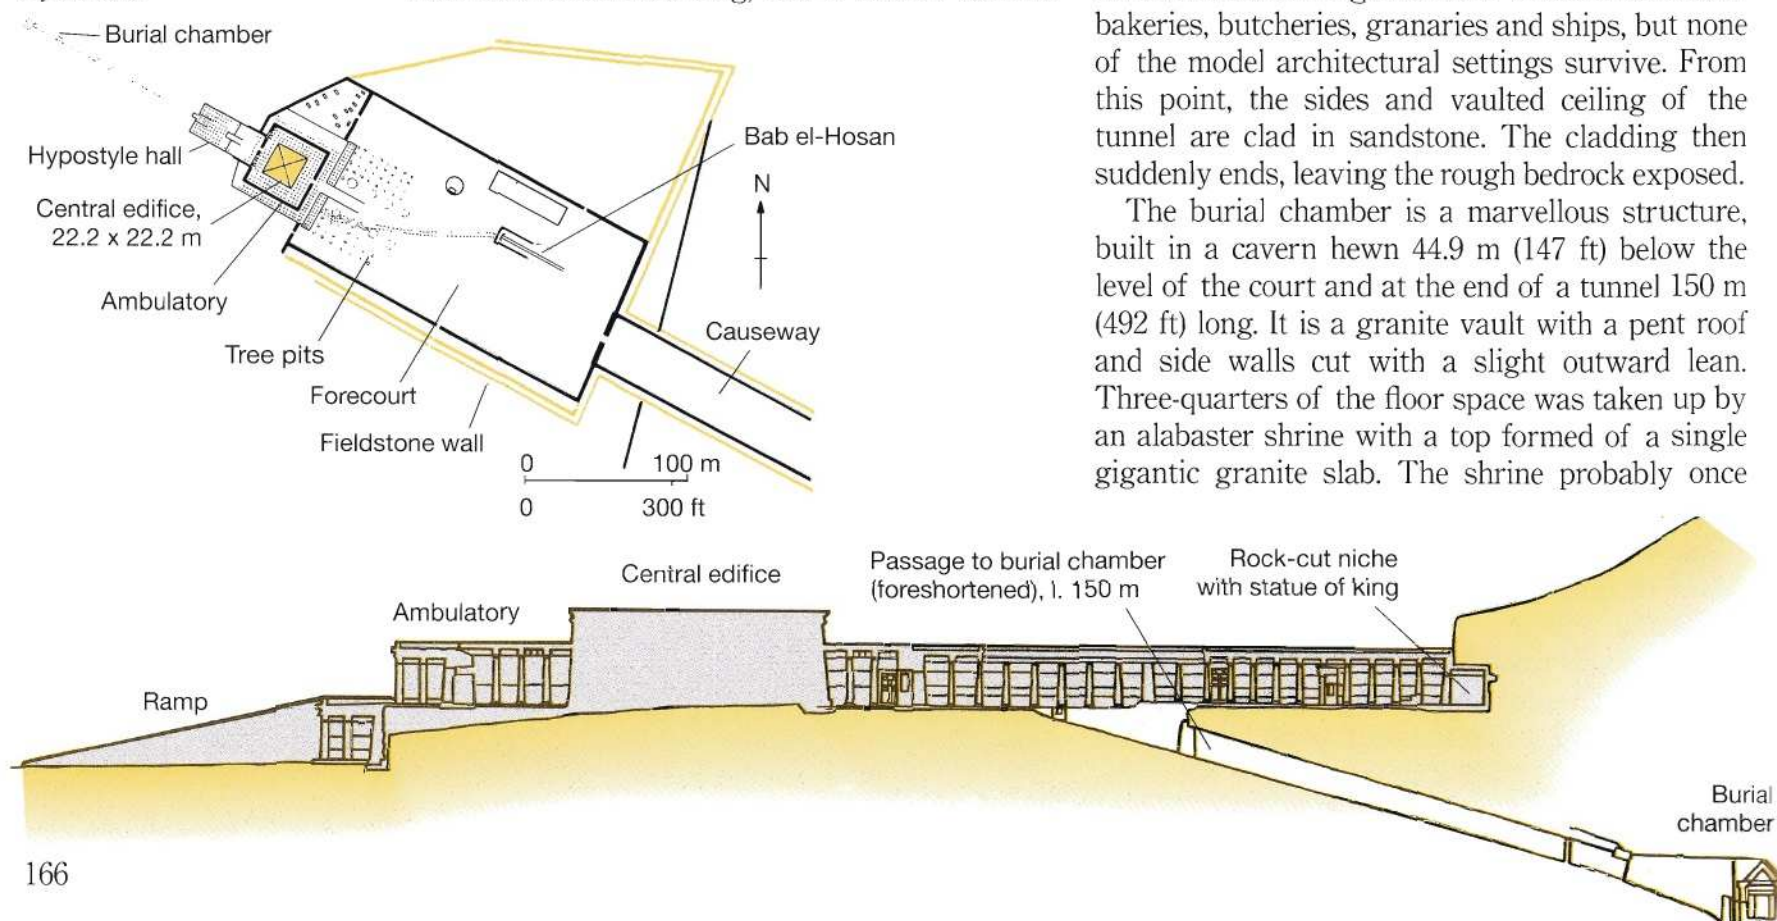 bakeries, butcheries, granaries and ships, but none
of the model architectural settings survive. From
this point, the sides and vaulted ceiling of the
tunnel are clad in sandstone. The cladding then
suddenly ends, leaving the rough bedrock exposed.
The burial chamber is a marvellous structure,
built in a cavern hewn 44.9 m (147 ft) below the
level of the court and at the end of a tunnel 150 m
(492 ft) long. It is a granite vault with a pent roof
and side walls cut with a slight outward lean.
Three-quarters of the floor space was taken up by
an alabaster shrine with a top formed of a single
gigantic granite slab. The shrine probably once
Burial chamber
Hypostyle hall
Central edifice,
22.2 x 22.2 m
Ambulatory
Tree pits
Forecourt
Fieldstone wall
Bab el-Hosan
N
Causeway
0 100 m
0 300 ft
Central edifice
Ambulatory
Ramp
Passage to burial chamber
(foreshortened), l. 150 m
Rock-cut niche
with statue of king
Burial
chamber
166